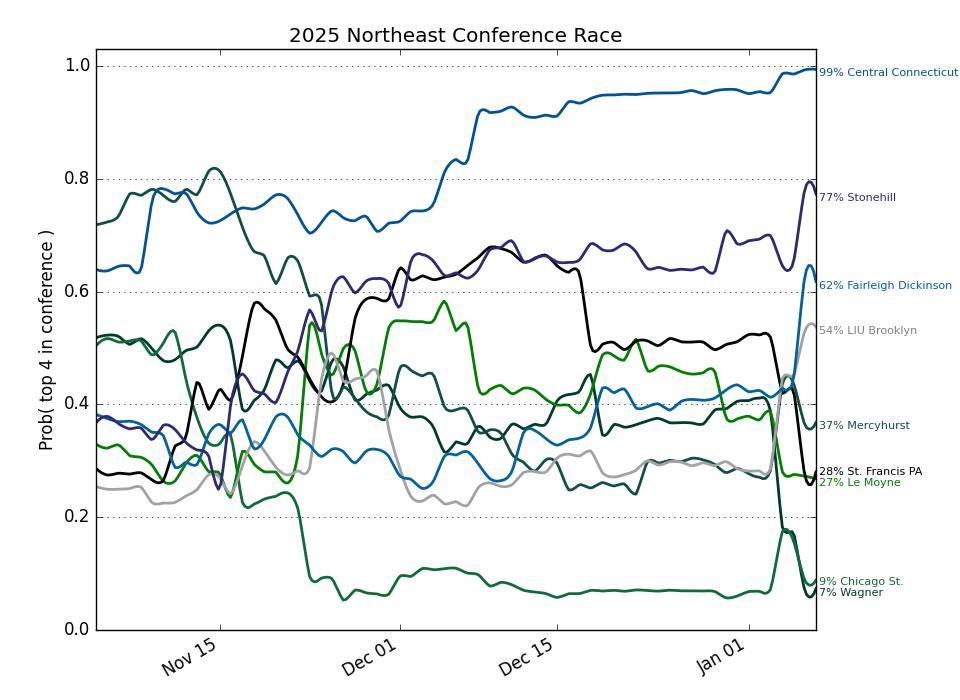 2025 Northeast Conference Race
Prob( top 4 in conference )
1.0
0.8
0.6
0.4
0.2
0.0
Nov 15
Dec 01
Dec 15
Jan 01
99% Central Connecticut
77% Stonehill
62% Fairleigh Dickinson
54% LIU Brooklyn
37% Mercyhurst
28% St. Francis PA
27% Le Moyne
9% Chicago St.
7% Wagner